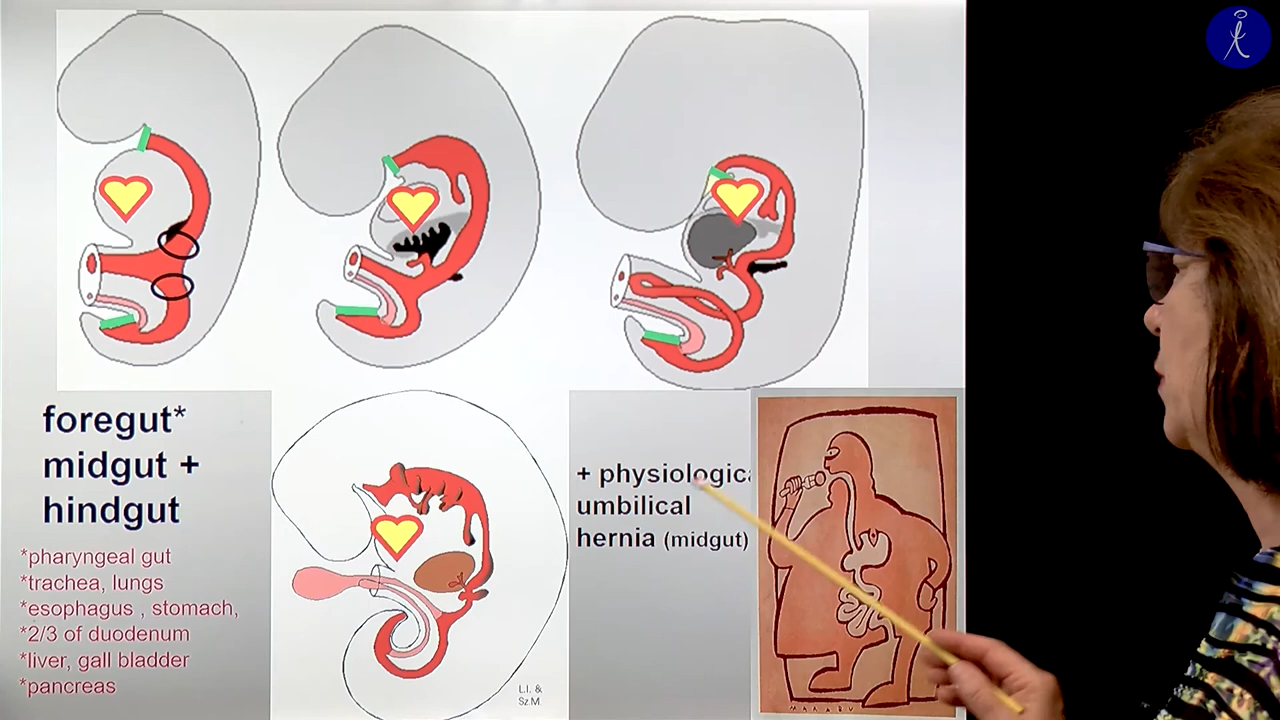 foregut*
midgut +
hindgut
*pharyngeal gut
*trachea, lungs
*esophagus , stomach,
*2/3 of duodenum
*liver, gall bladder
*pancreas
L.I. &
Sz.M.
+ physiologica
umbilical
hernia (midgut)
MARABU